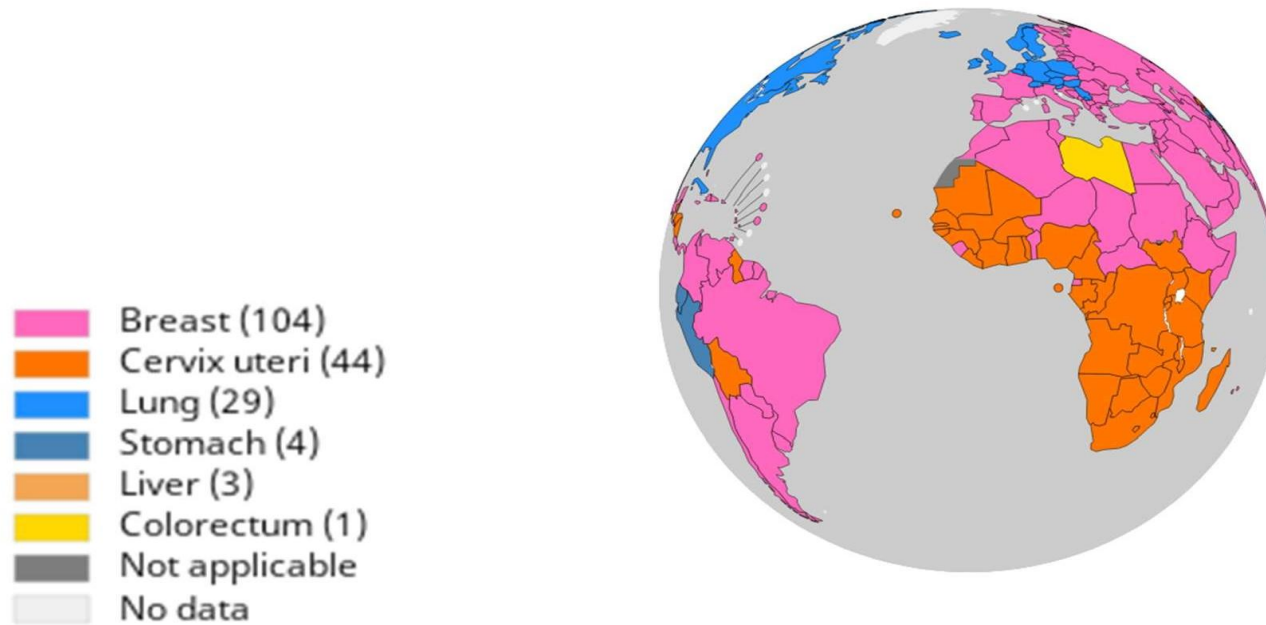 Breast (104)
Cervix uteri (44)
Lung (29)
Stomach (4)
Liver (3)
Colorectum (1)
Not applicable
No data